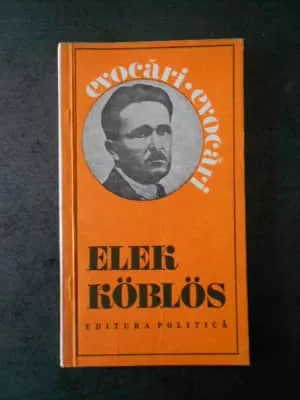 evocări · evocări
ELEK
KÖBLÖS
EDITURA POLITICĂ